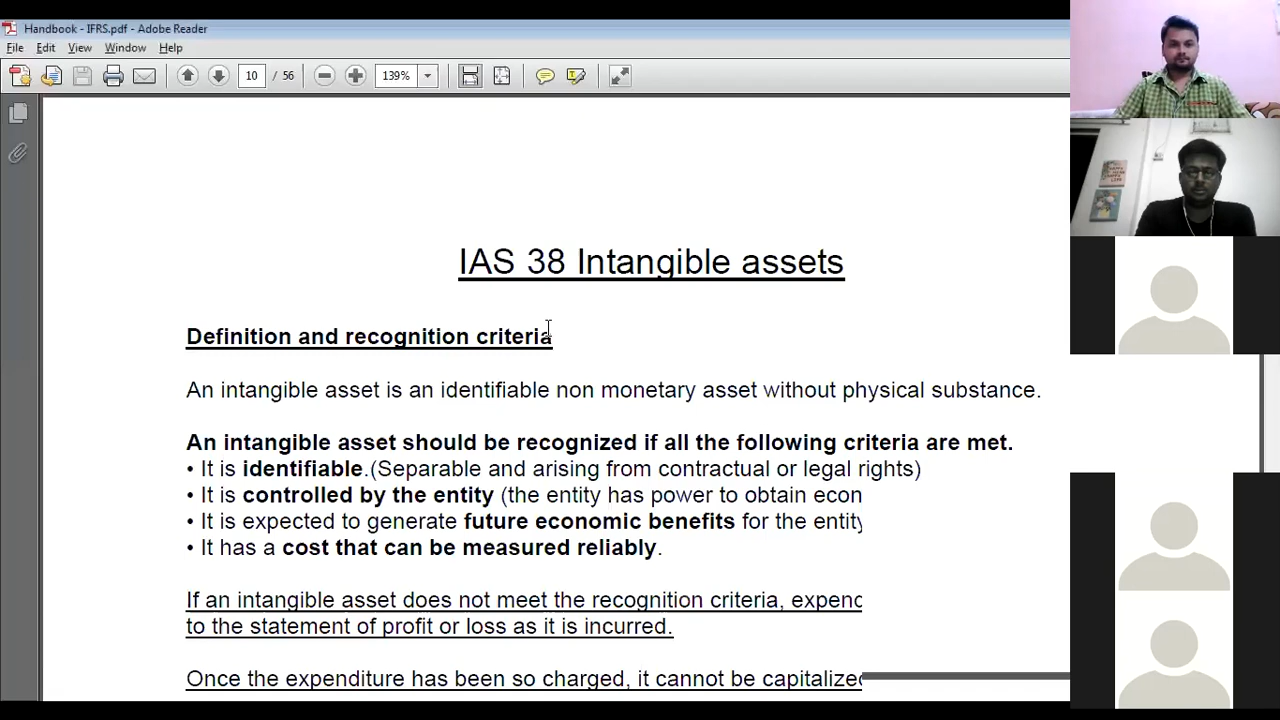 Handbook - IFRS.pdf - Adobe Reader
File Edit View Window Help
10 / 56 139%
IAS 38 Intangible assets
Definition and recognition criteria
An intangible asset is an identifiable non monetary asset without physical substance.
An intangible asset should be recognized if all the following criteria are met.
• It is identifiable.(Separable and arising from contractual or legal rights)
• It is controlled by the entity (the entity has power to obtain econ
• It is expected to generate future economic benefits for the entity
• It has a cost that can be measured reliably.
If an intangible asset does not meet the recognition criteria, expend
to the statement of profit or loss as it is incurred.
Once the expenditure has been so charged, it cannot be capitalized